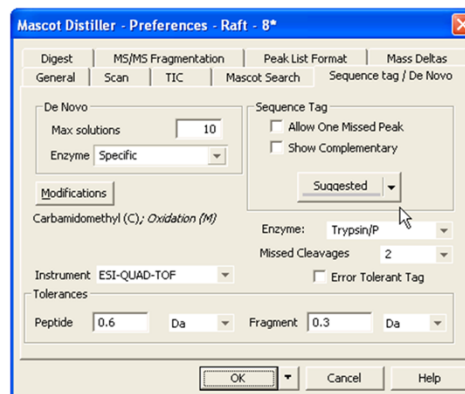 Mascot Distiller - Preferences - Raft - 8*
Digest MS/MS Fragmentation Peak List Format Mass Deltas
General Scan TIC Mascot Search Sequence tag / De Novo
De Novo
Max solutions 10
Enzyme Specific
Sequence Tag
Allow One Missed Peak
Show Complementary
Suggested
Modifications
Carbamidomethyl (C); Oxidation (M)
Enzyme: Trypsin/P
Missed Cleavages 2
Instrument ESI-QUAD-TOF
Error Tolerant Tag
Tolerances
Peptide 0.6 Da Fragment 0.3 Da
OK Cancel Help